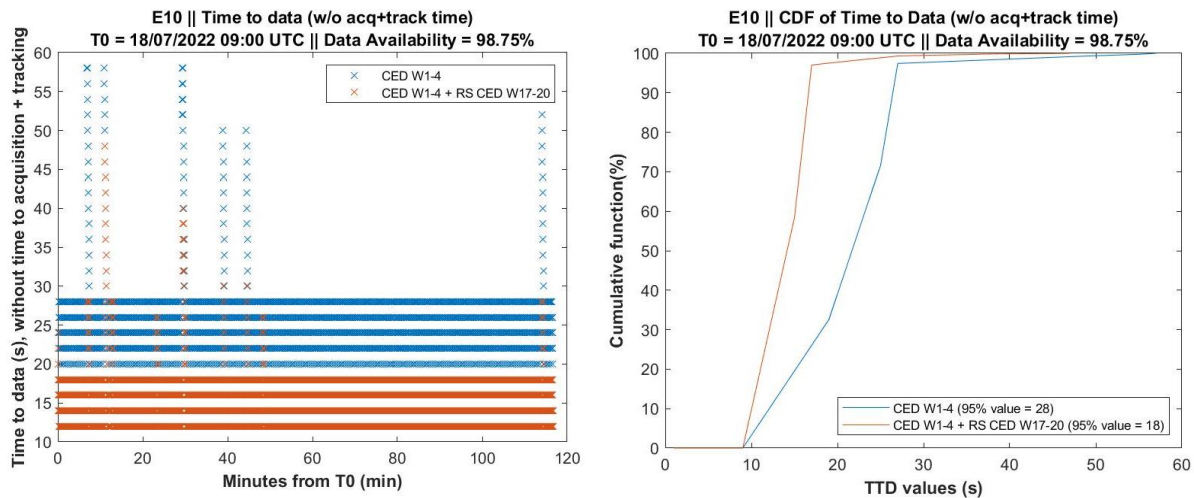 E10 || Time to data (w/o acq+track time)
T0 = 18/07/2022 09:00 UTC || Data Availability = 98.75%
Time to data (s), without time to acquisition + tracking
60
55
50
45
40
35
30
25
20
15
10
CED W1-4
CED W1-4 + RS CED W17-20
0 20 40 60 80 100 120
Minutes from T0 (min)
E10 || CDF of Time to Data (w/o acq+track time)
T0 = 18/07/2022 09:00 UTC || Data Availability = 98.75%
Cumulative function(%)
100
90
80
70
60
50
40
30
20
10
0
CED W1-4 (95% value = 28)
CED W1-4 + RS CED W17-20 (95% value = 18)
0 10 20 30 40 50 60
TTD values (s)